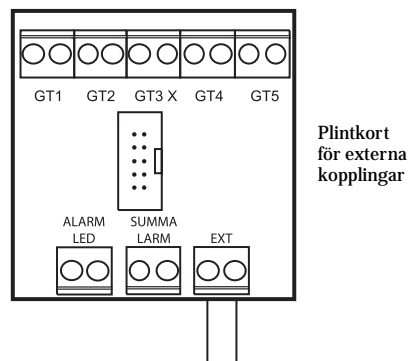 GT1 GT2 GT3 X GT4 GT5
Plintkort
för externa
kopplingar
ALARM SUMMA
LED LARM EXT